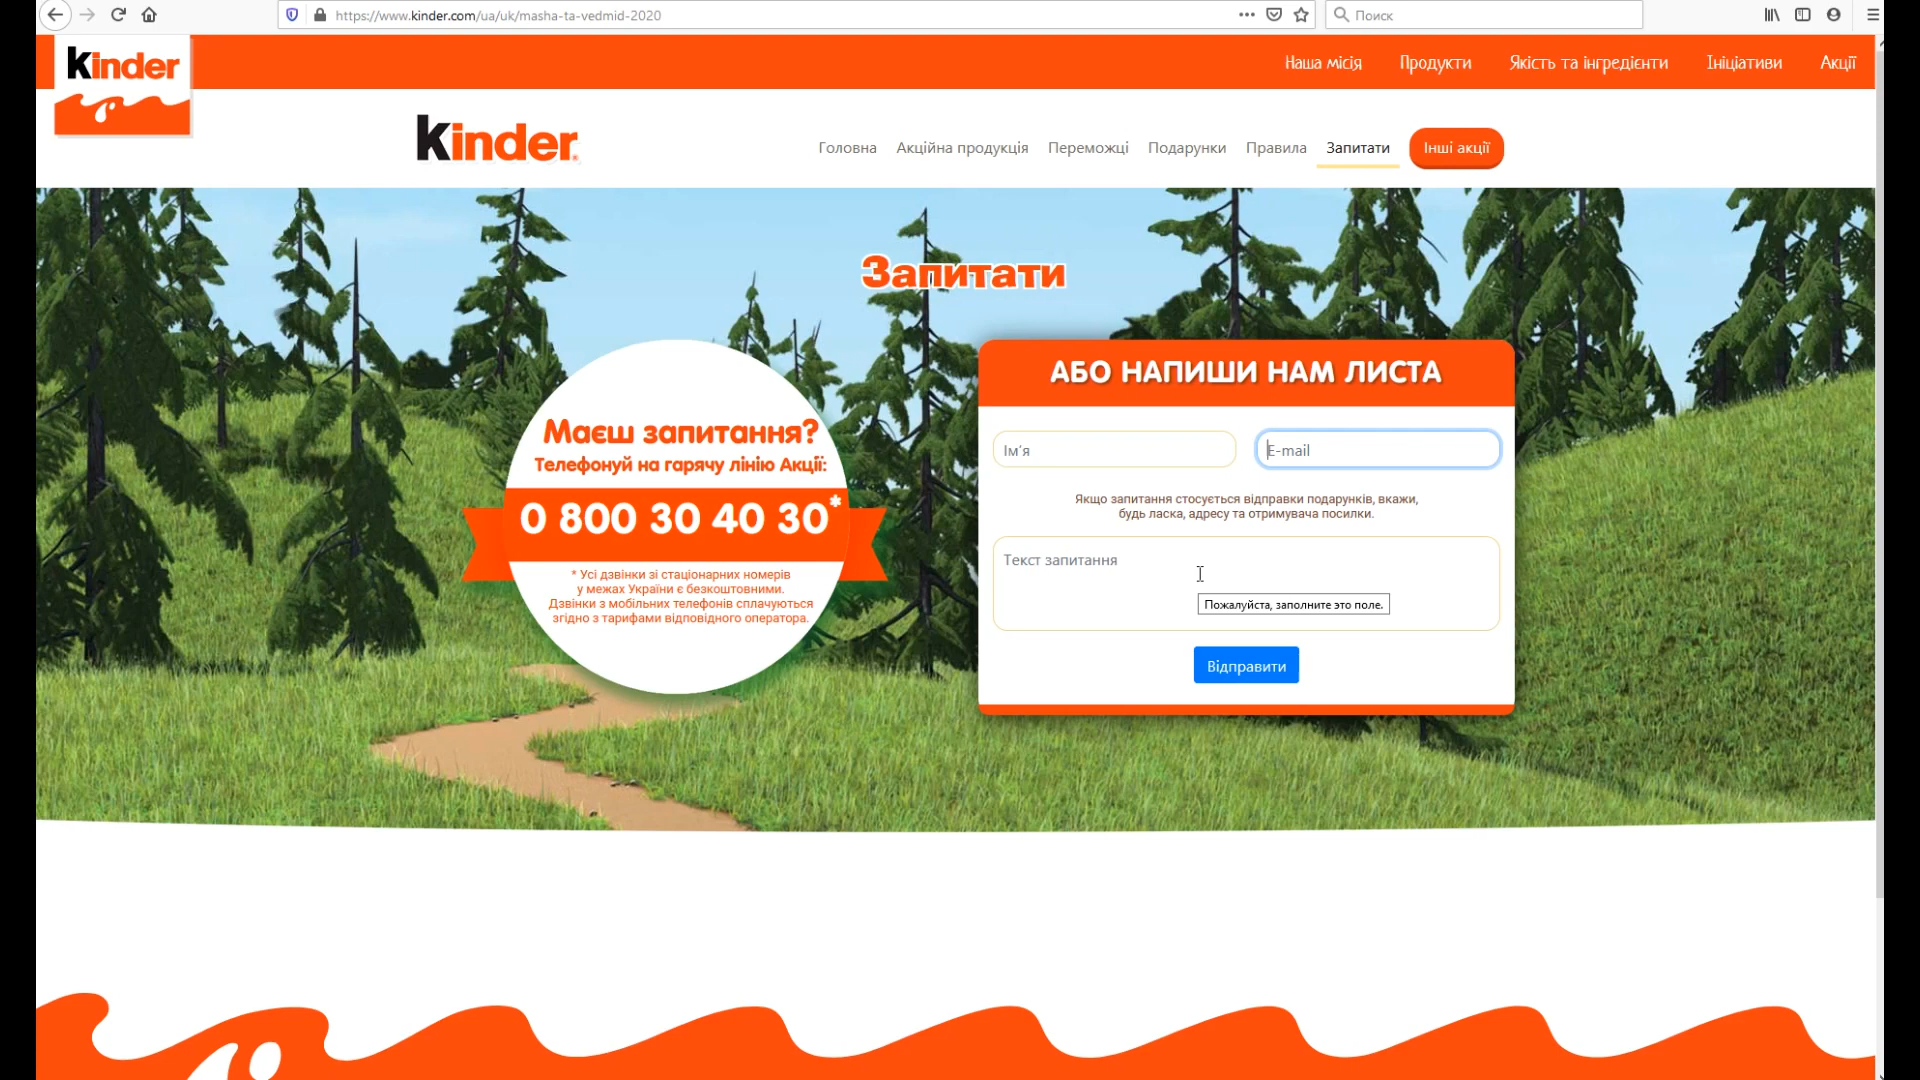 https://www.kinder.com/ua/uk/masha-ta-vedmid-2020
Поиск
kinder
Наша місія Продукти Якість та інгредієнти Ініціативи Акції
kinder
Головна Акційна продукція Переможці Подарунки Правила Запитати Інші акції
Запитати
Маєш запитання?
Телефонуй на гарячу лінію Акції:
0 800 30 40 30*
* Усі дзвінки зі стаціонарних номерів
у межах України є безкоштовними.
Дзвінки з мобільних телефонів сплачуються
згідно з тарифами відповідного оператора.
АБО НАПИШИ НАМ ЛИСТА
Ім'я
E-mail
Якщо запитання стосується відправки подарунків, вкажи,
будь ласка, адресу та отримувача посилки.
Текст запитання
Пожалуйста, заполните это поле.
Відправити